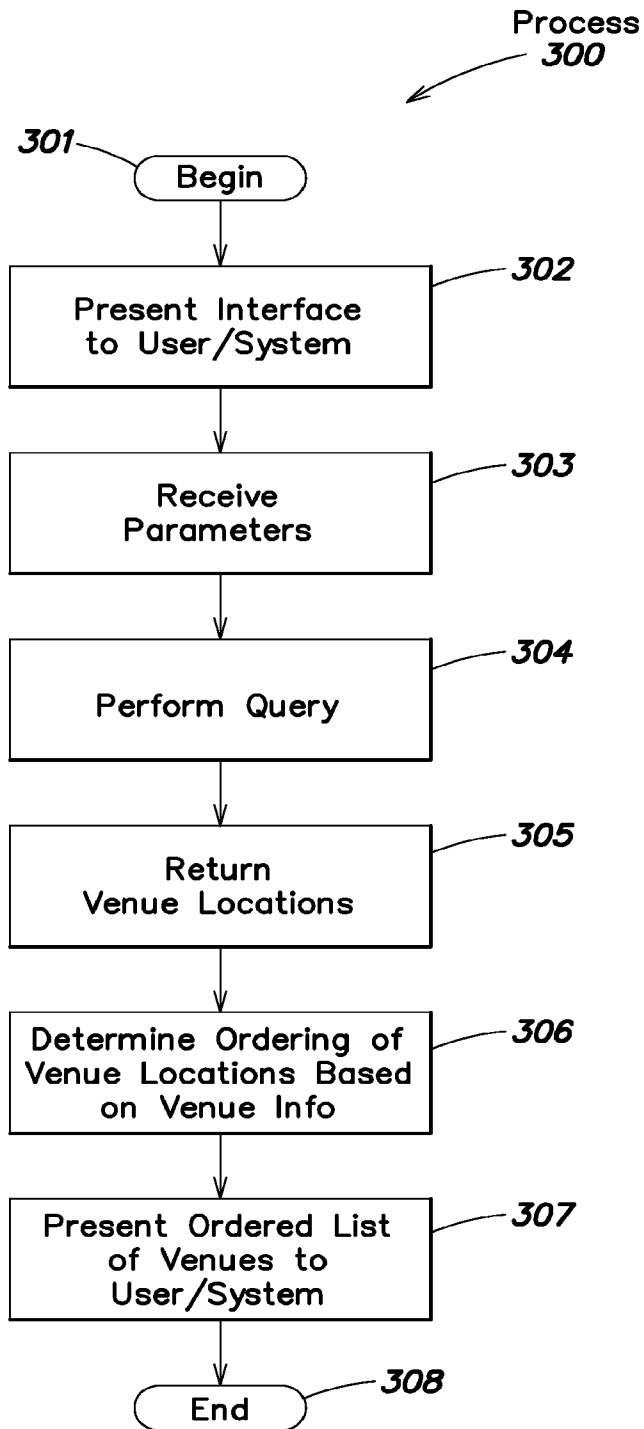 Process
300
301
Begin
302
Present Interface
to User/System
303
Receive
Parameters
304
Perform Query
305
Return
Venue Locations
306
Determine Ordering of
Venue Locations Based
on Venue Info
307
Present Ordered List
of Venues to
User/System
308
End